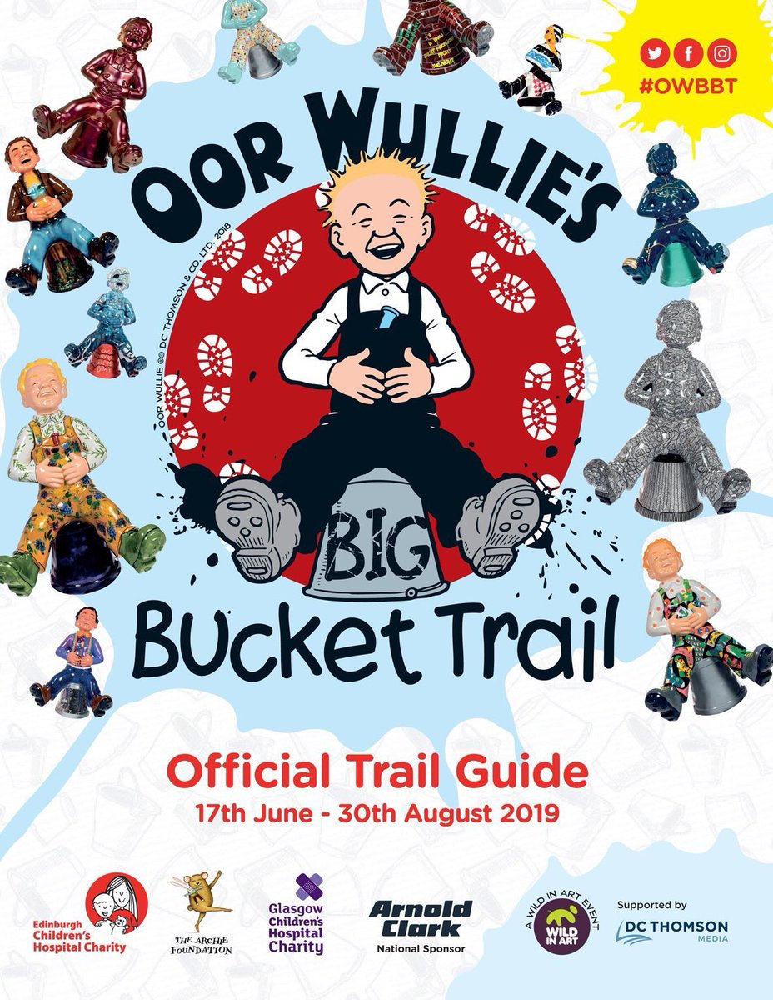 #OWBBT
OOR WULLIE'S
OOR WULLIE ©® DC THOMSON & CO. LTD. 2018
BIG
Bucket Trail
Official Trail Guide
17th June - 30th August 2019
Edinburgh
Children's
Hospital Charity
THE ARCHIE
FOUNDATION
Glasgow
Children's
Hospital
Charity
Arnold
Clark
National Sponsor
A WILD IN ART EVENT
WILD
IN ART
Supported by
DC THOMSON
MEDIA